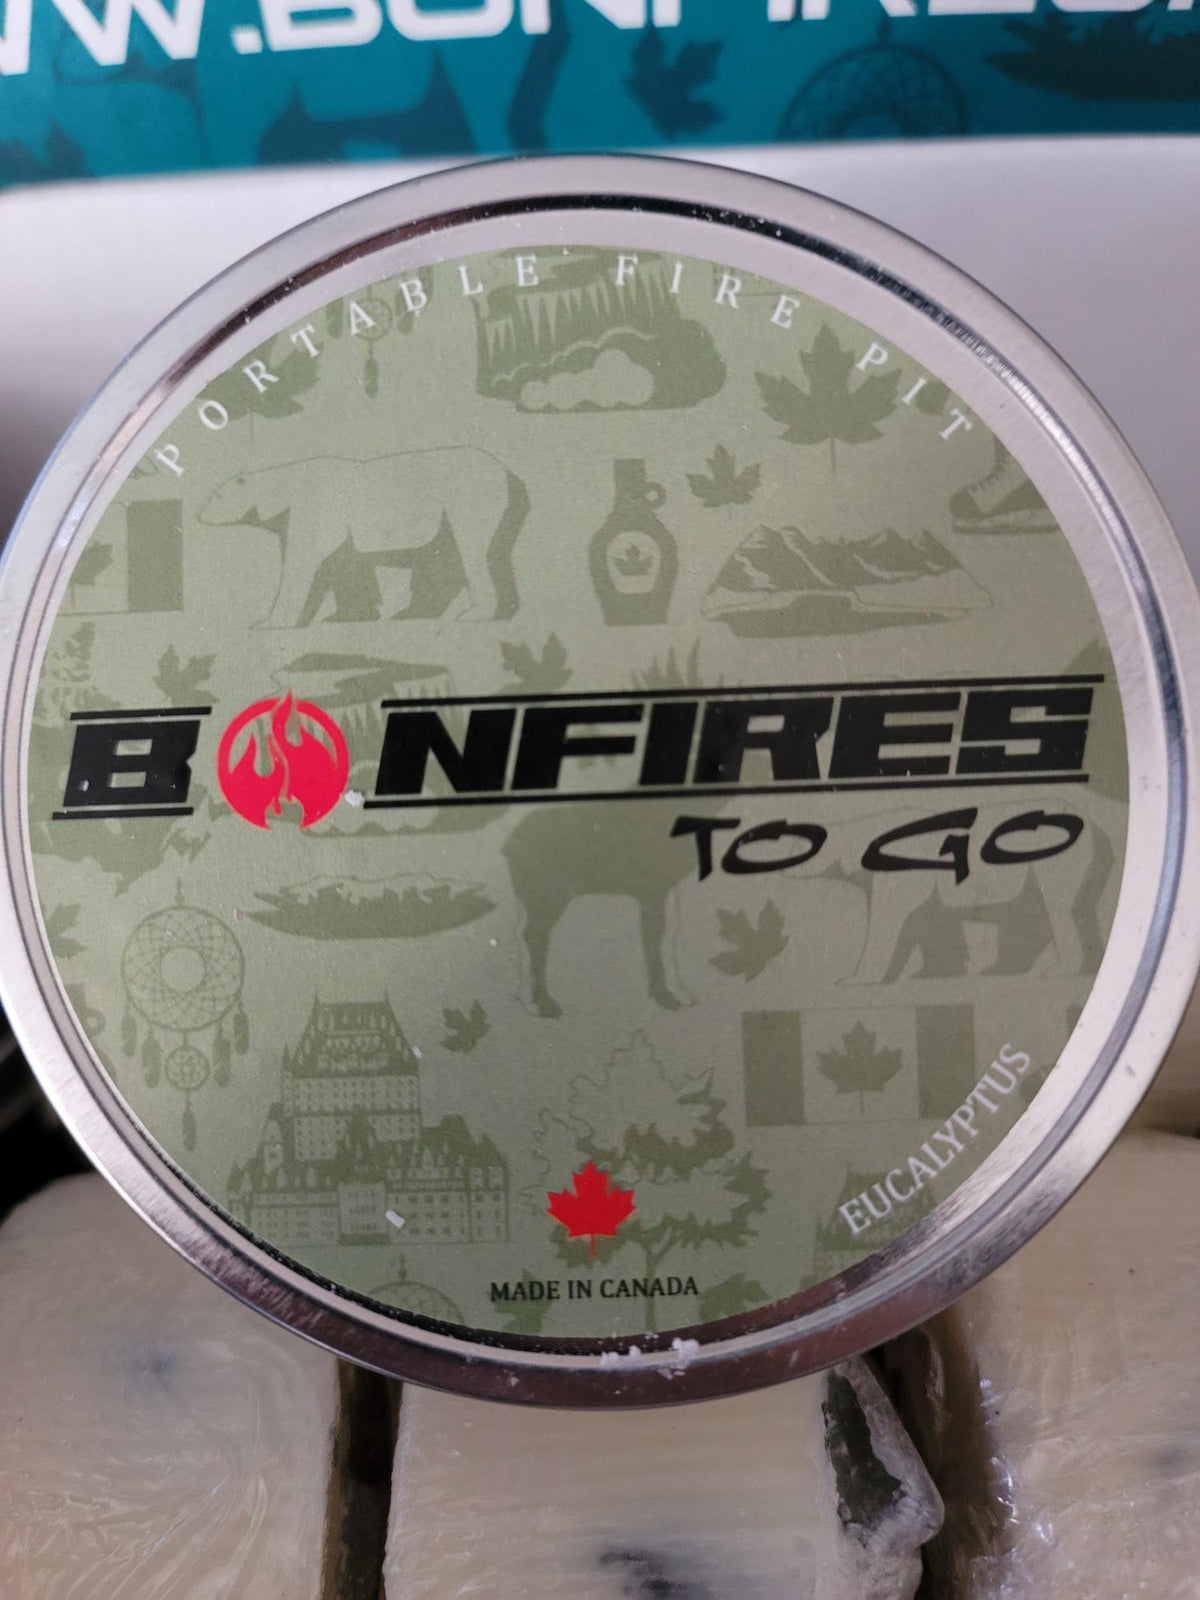 PORTABLE FIRE PIT
BONFIRES
TO GO
EUCALYPTUS
MADE IN CANADA